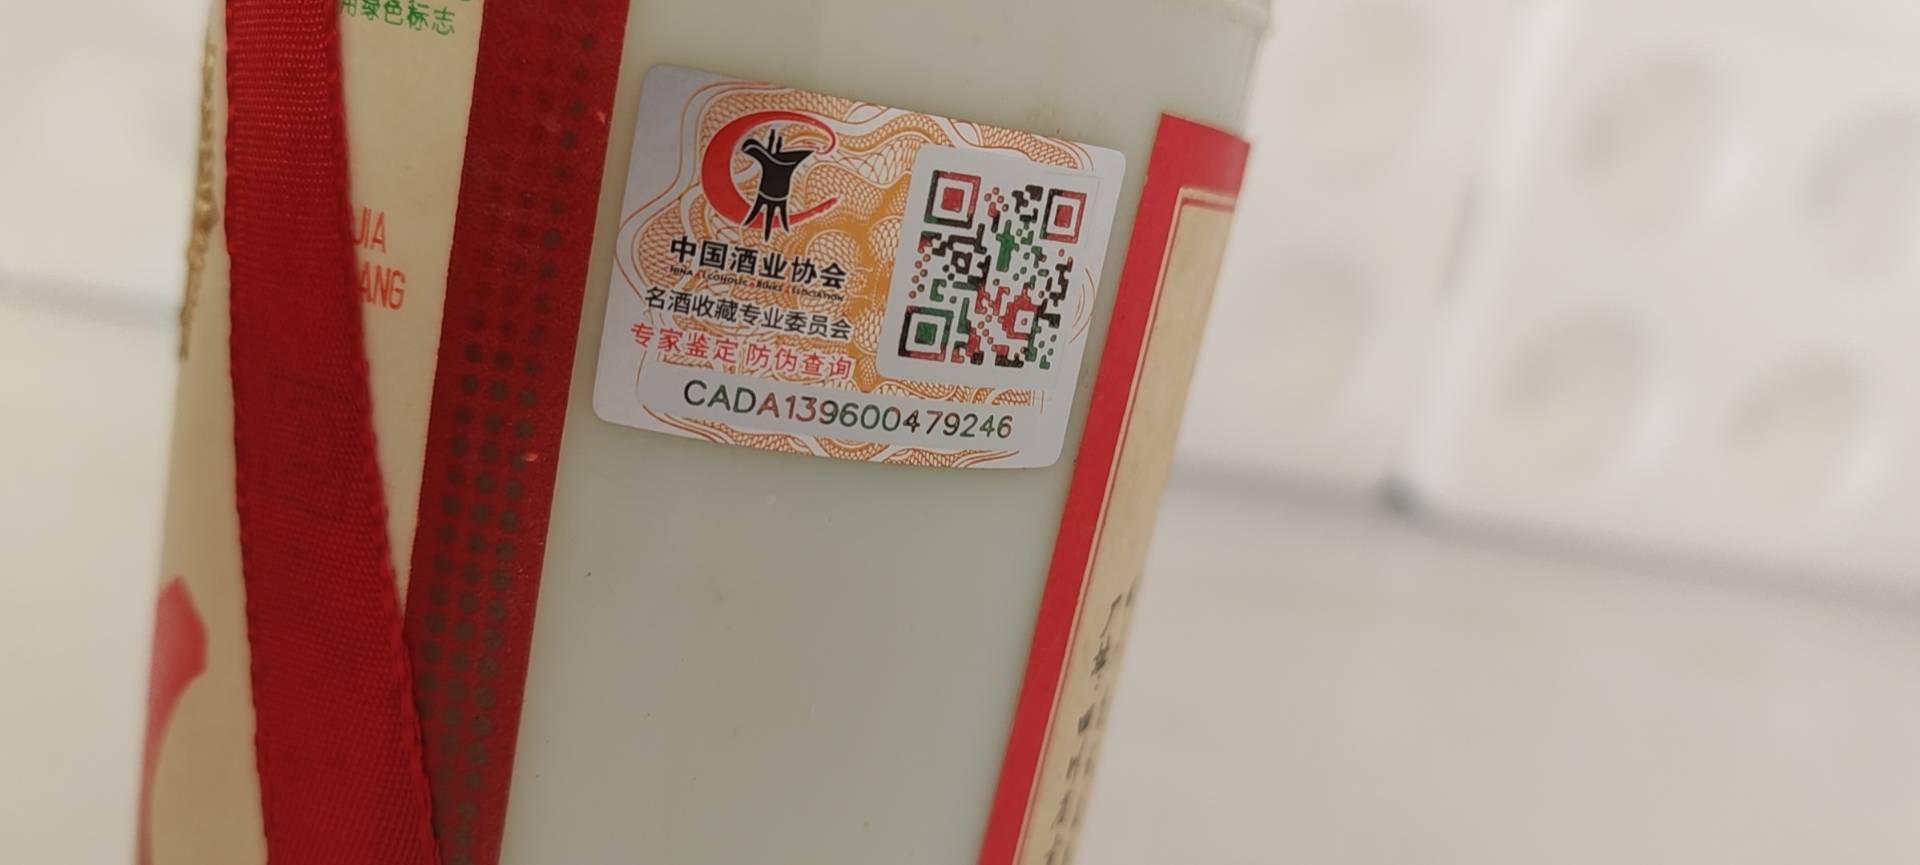 用绿色标志
JIA
ANG
中国酒业协会
名酒收藏专业委员会
专家鉴定 防伪查询
CADA139600479246